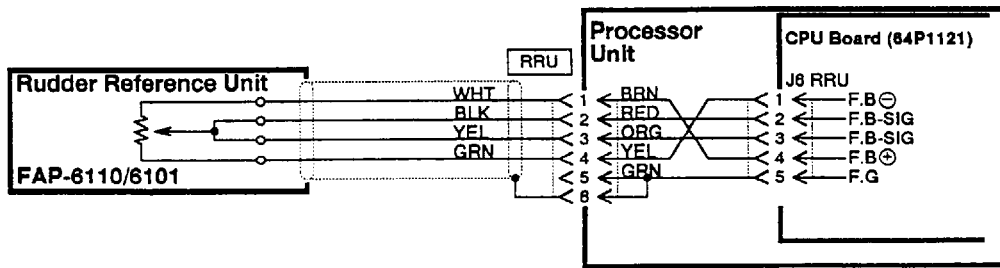 Processor
Unit
CPU Board (64P1121)
RRU
Rudder Reference Unit
J6 RRU
WHT 1 BRN 1 F.B⊖
BLK 2 RED 2 F.B-SIG
YEL 3 ORG 3 F.B-SIG
GRN 4 YEL 4 F.B⊕
FAP-6110/6101
5 GRN 5 F.G
6